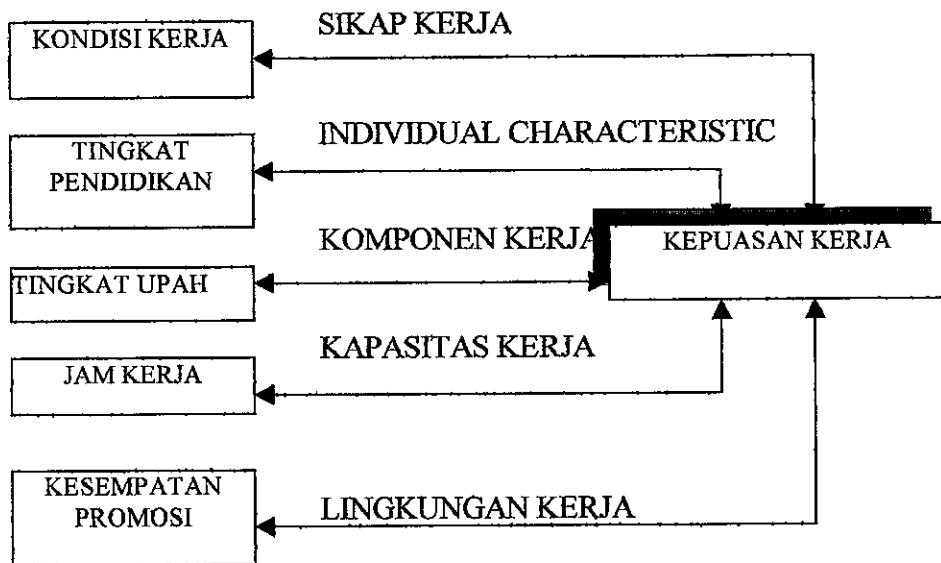 SIKAP KERJA
KONDISI KERJA
INDIVIDUAL CHARACTERISTIC
TINGKAT
PENDIDIKAN
KOMPONEN KERJA
KEPUASAN KERJA
TINGKAT UPAH
KAPASITAS KERJA
JAM KERJA
KESEMPATAN
PROMOSI
LINGKUNGAN KERJA